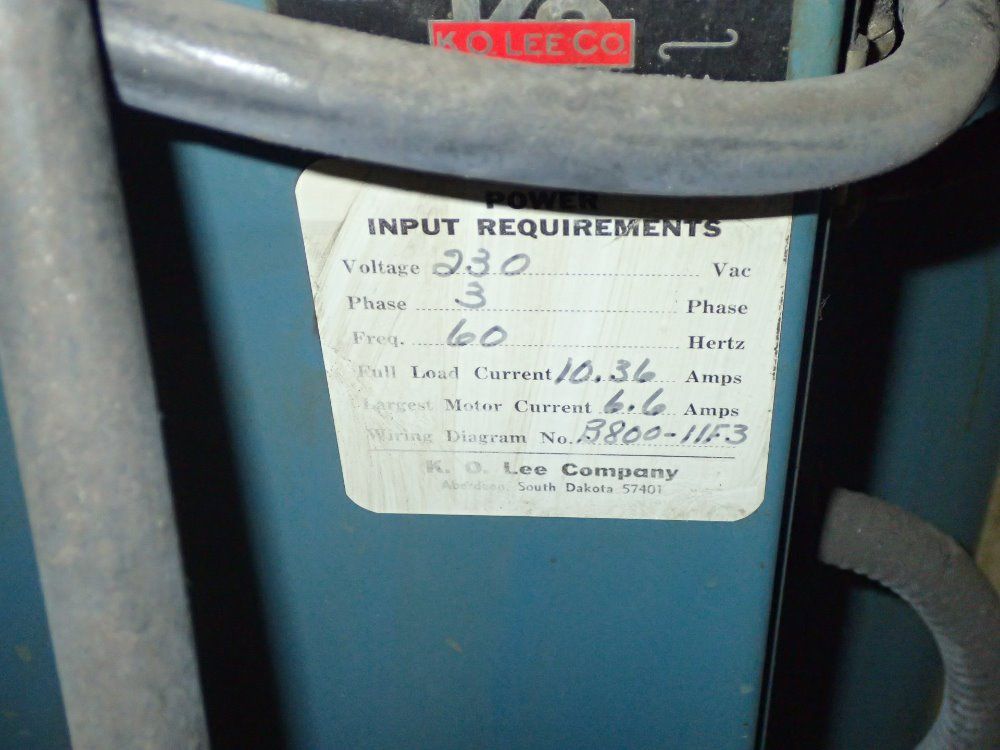 K.O. LEE CO.
POWER
INPUT REQUIREMENTS
Voltage 230 Vac
Phase 3 Phase
Freq. 60 Hertz
Full Load Current 10.36 Amps
Largest Motor Current 6.6 Amps
Wiring Diagram No. B800-11F3
K. O. Lee Company
Aberdeen, South Dakota 57401